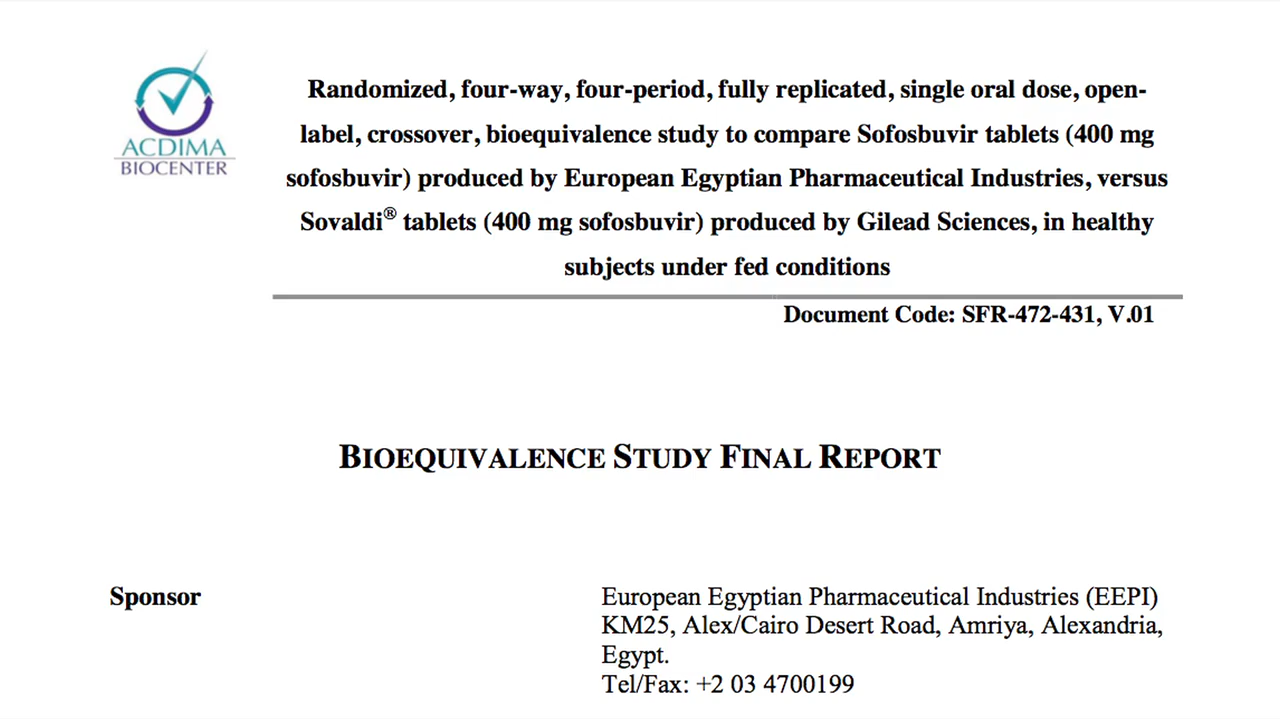 ACDIMA
BIOCENTER
Randomized, four-way, four-period, fully replicated, single oral dose, open-
label, crossover, bioequivalence study to compare Sofosbuvir tablets (400 mg
sofosbuvir) produced by European Egyptian Pharmaceutical Industries, versus
Sovaldi® tablets (400 mg sofosbuvir) produced by Gilead Sciences, in healthy
subjects under fed conditions
Document Code: SFR-472-431, V.01
BIOEQUIVALENCE STUDY FINAL REPORT
Sponsor
European Egyptian Pharmaceutical Industries (EEPI)
KM25, Alex/Cairo Desert Road, Amriya, Alexandria,
Egypt.
Tel/Fax: +2 03 4700199